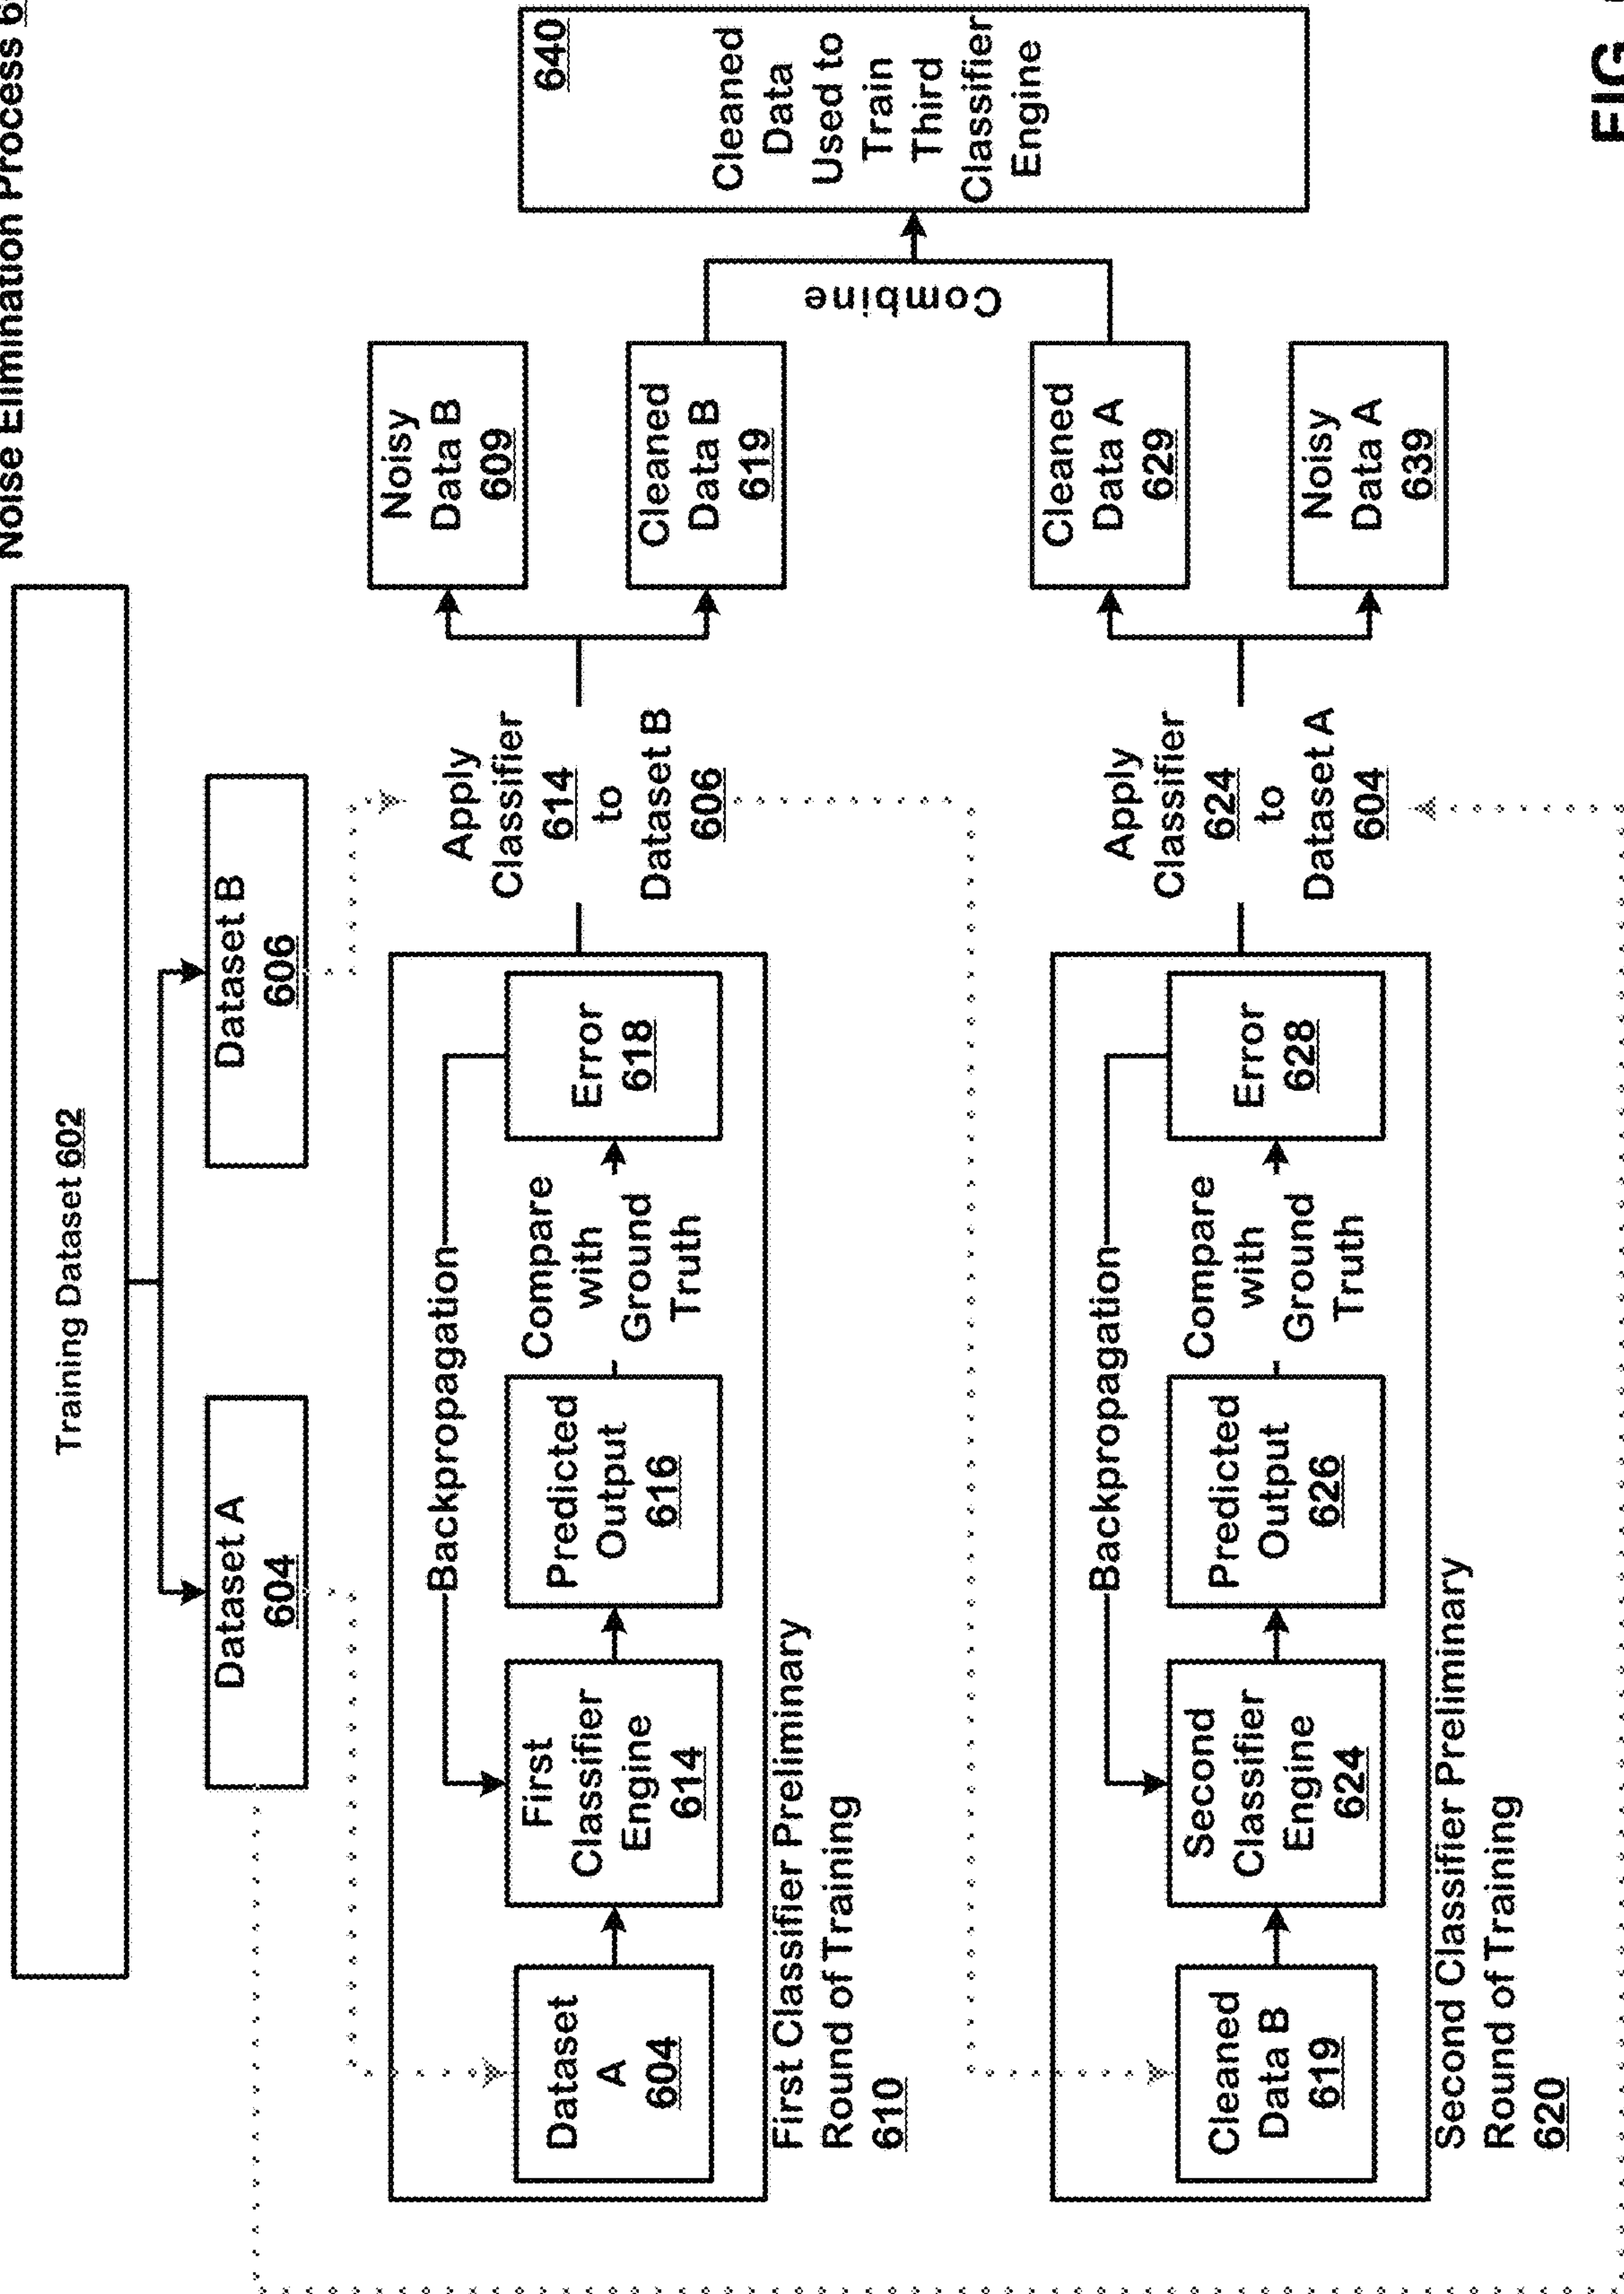 Noise Elimination Process
Training Dataset 602
Dataset A
604
Dataset B
606
Backpropagation
Dataset
A
604
First
Classifier
Engine
614
Predicted
Output
616
Compare
with
Ground
Truth
Error
618
First Classifier Preliminary
Round of Training
610
Apply
Classifier
614
to
Dataset B
606
Noisy
Data B
609
Cleaned
Data B
619
Backpropagation
Cleaned
Data B
619
Second
Classifier
Engine
624
Predicted
Output
626
Compare
with
Ground
Truth
Error
628
Second Classifier Preliminary
Round of Training
620
Apply
Classifier
624
to
Dataset A
604
Cleaned
Data A
629
Noisy
Data A
639
Combine
640
Cleaned
Data
Used to
Train
Third
Classifier
Engine
FIG